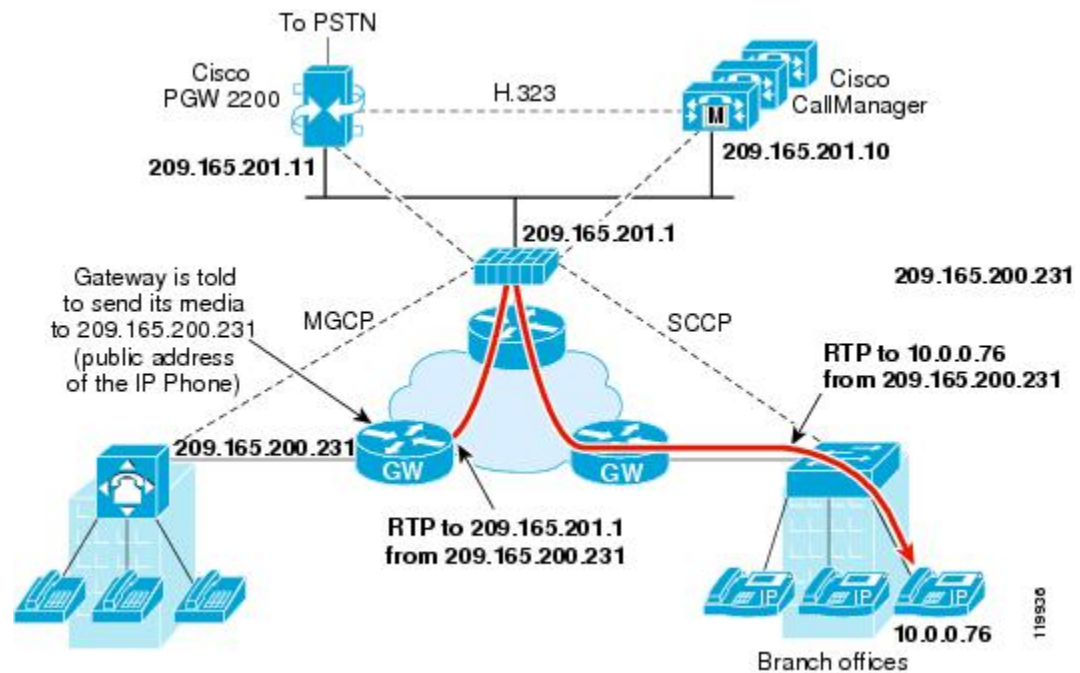 To PSTN
Cisco
PGW 2200
H.323
M
Cisco
CallManager
209.165.201.11
209.165.201.10
209.165.201.1
Gateway is told
to send its media
to 209.165.200.231
(public address
of the IP Phone)
MGCP
SCCP
209.165.200.231
RTP to 10.0.0.76
from 209.165.200.231
209.165.200.231
GW
GW
RTP to 209.165.201.1
from 209.165.200.231
IP
IP
IP
10.0.0.76
Branch offices
119936